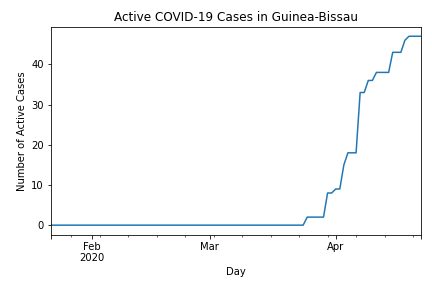 Active COVID-19 Cases in Guinea-Bissau
Number of Active Cases
40
30
20
10
0
Feb
2020
Mar
Apr
Day